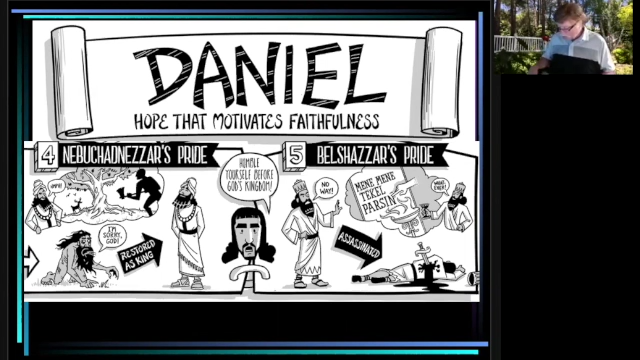 DANIEL
HOPE THAT MOTIVATES FAITHFULNESS
4 NEBUCHADNEZZAR'S PRIDE
I'M
SORRY,
GOD!
RESTORED
AS KING
HUMBLE
YOURSELF BEFORE
GOD'S KINGDOM!
5 BELSHAZZAR'S PRIDE
NO
WAY!
MENE MENE
TEKEL
PARSIN
ASSASSINATED